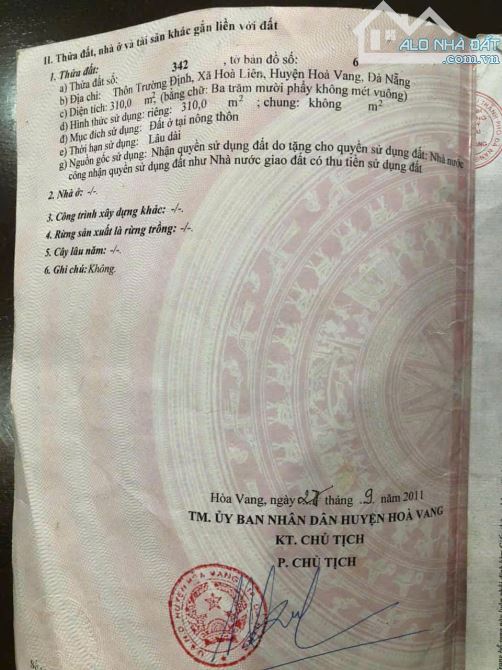 ALO NHÀ ĐẤT
Alonhadat.com.vn
II. Thửa đất, nhà ở và tài sản khác gắn liền với đất
1. Thửa đất:
a) Thửa đất số: 342 , tờ bản đồ số: 6
b) Địa chỉ: Thôn Trường Định, Xã Hoà Liên, Huyện Hoà Vang, Đà Nẵng
c) Diện tích: 310,0 m² (bằng chữ: Ba trăm mười phẩy không mét vuông)
d) Hình thức sử dụng: riêng: 310,0 m² ; chung: không m²
đ) Mục đích sử dụng: Đất ở tại nông thôn
e) Thời hạn sử dụng: Lâu dài
g) Nguồn gốc sử dụng: Nhận quyền sử dụng đất do tặng cho quyền sử dụng đất: Nhà nước
công nhận quyền sử dụng đất như Nhà nước giao đất có thu tiền sử dụng đất
2. Nhà ở: -/-.
3. Công trình xây dựng khác: -/-.
4. Rừng sản xuất là rừng trồng: -/-.
5. Cây lâu năm: -/-.
6. Ghi chú: Không.
Hòa Vang, ngày tháng 9 năm 2011
TM. ỦY BAN NHÂN DÂN HUYỆN HOÀ VANG
KT. CHỦ TỊCH
P. CHỦ TỊCH